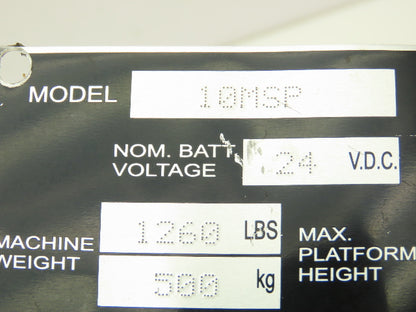 MODEL 10MSP
NOM. BATT. VOLTAGE 24 V.D.C.
MACHINE WEIGHT 1260 LBS
500 kg
MAX. PLATFORM HEIGHT